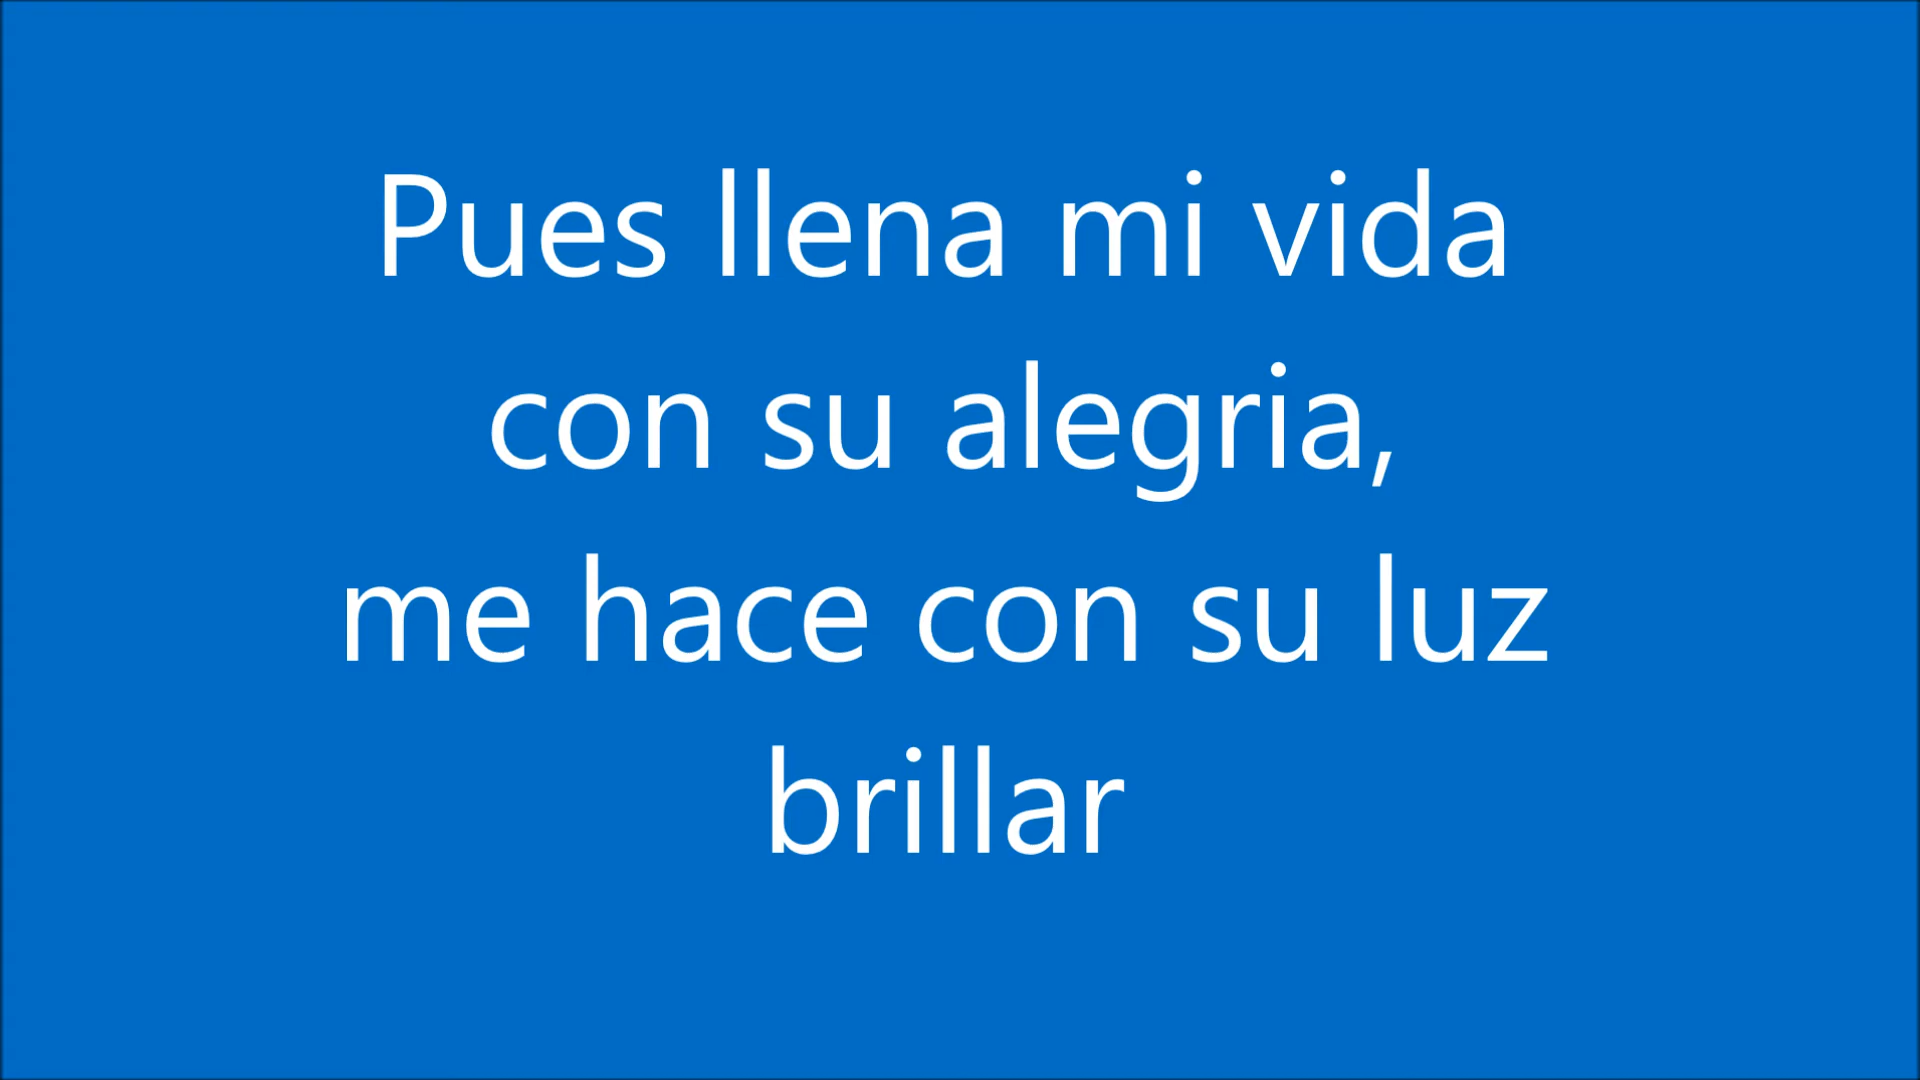 Pues llena mi vida
con su alegria,
me hace con su luz
brillar